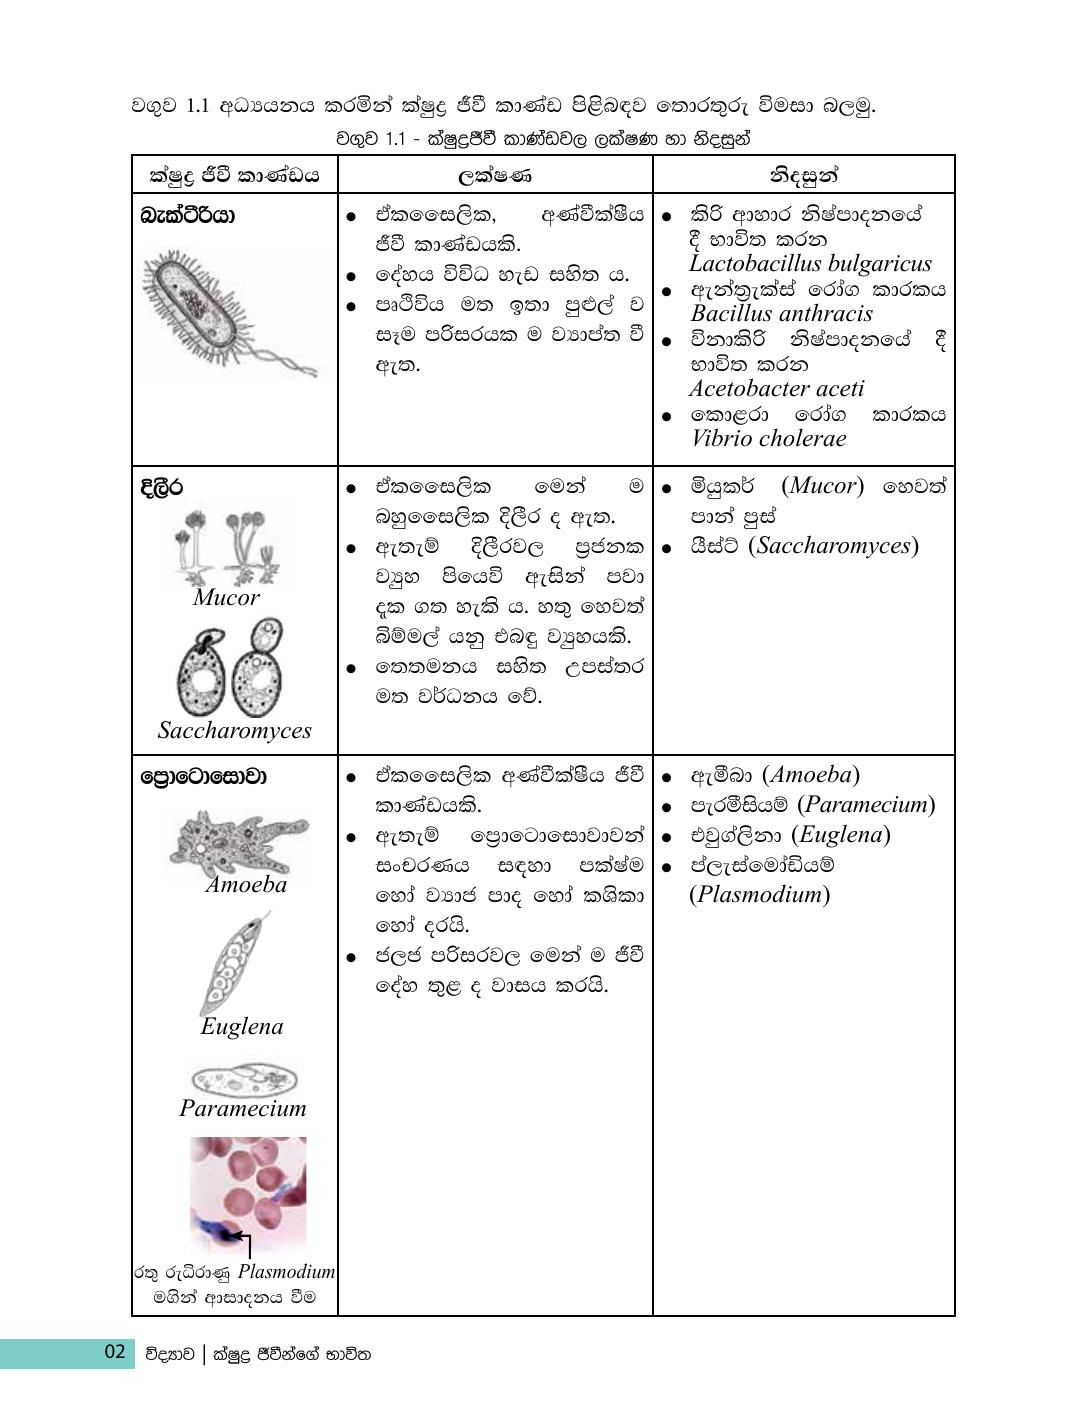 වගුව 1.1 අධ්‍යයනය කරමින් ක්ෂුද්‍ර ජීවී කාණ්ඩ පිළිබඳව තොරතුරු විමසා බලමු.
වගුව 1.1 - ක්ෂුද්‍රජීවී කාණ්ඩවල ලක්ෂණ හා නිදසුන්
ක්ෂුද්‍ර ජීවී කාණ්ඩය
ලක්ෂණ
නිදසුන්
බැක්ටීරියා
● ඒකසෛලික, අණ්වීක්ෂීය
ජීවී කාණ්ඩයකි.
● දේහය විවිධ හැඩ සහිත ය.
● පෘථිවිය මත ඉතා පුළුල් ව
සෑම පරිසරයක ම ව්‍යාප්ත වී
ඇත.
● කිරි ආහාර නිෂ්පාදනයේ
දී භාවිත කරන
Lactobacillus bulgaricus
● ඇන්ත්‍රැක්ස් රෝග කාරකය
Bacillus anthracis
● විනාකිරි නිෂ්පාදනයේ දී
භාවිත කරන
Acetobacter aceti
● කොළරා රෝග කාරකය
Vibrio cholerae
දිලීර
Mucor
Saccharomyces
● ඒකසෛලික මෙන් ම
බහුසෛලික දිලීර ද ඇත.
● ඇතැම් දිලීරවල ප්‍රජනක
ව්‍යුහ පියෙවි ඇසින් පවා
දැක ගත හැකි ය. හතු හෙවත්
බිම්මල් යනු එබඳු ව්‍යුහයකි.
● තෙතමනය සහිත උපස්තර
මත වර්ධනය වේ.
● මියුකර් (Mucor) හෙවත්
පාන් පුස්
● යීස්ට් (Saccharomyces)
ප්‍රොටොසොවා
Amoeba
Euglena
Paramecium
රතු රුධිරාණු Plasmodium
මගින් ආසාදනය වීම
● ඒකසෛලික අණ්වීක්ෂීය ජීවී
කාණ්ඩයකි.
● ඇතැම් ප්‍රොටොසොවාවන්
සංචරණය සඳහා පක්ෂ්ම
හෝ ව්‍යාජ පාද හෝ කශිකා
හෝ දරයි.
● ජලජ පරිසරවල මෙන් ම ජීවී
දේහ තුළ ද වාසය කරයි.
● ඇමීබා (Amoeba)
● පැරමීසියම් (Paramecium)
● එවුග්ලිනා (Euglena)
● ප්ලැස්මෝඩියම්
(Plasmodium)
02 විද්‍යාව | ක්ෂුද්‍ර ජීවීන්ගේ භාවිත